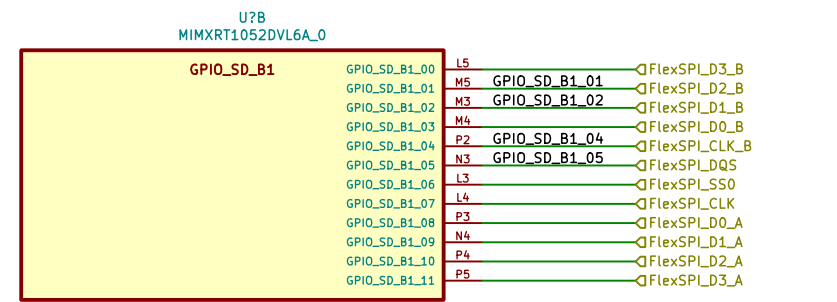 U?B
MIMXRT1052DVL6A_0
GPIO_SD_B1
GPIO_SD_B1_00 L5 FlexSPI_D3_B
GPIO_SD_B1_01 M5 GPIO_SD_B1_01 FlexSPI_D2_B
GPIO_SD_B1_02 M3 GPIO_SD_B1_02 FlexSPI_D1_B
GPIO_SD_B1_03 M4 FlexSPI_D0_B
GPIO_SD_B1_04 P2 GPIO_SD_B1_04 FlexSPI_CLK_B
GPIO_SD_B1_05 N3 GPIO_SD_B1_05 FlexSPI_DQS
GPIO_SD_B1_06 L3 FlexSPI_SS0
GPIO_SD_B1_07 L4 FlexSPI_CLK
GPIO_SD_B1_08 P3 FlexSPI_D0_A
GPIO_SD_B1_09 N4 FlexSPI_D1_A
GPIO_SD_B1_10 P4 FlexSPI_D2_A
GPIO_SD_B1_11 P5 FlexSPI_D3_A